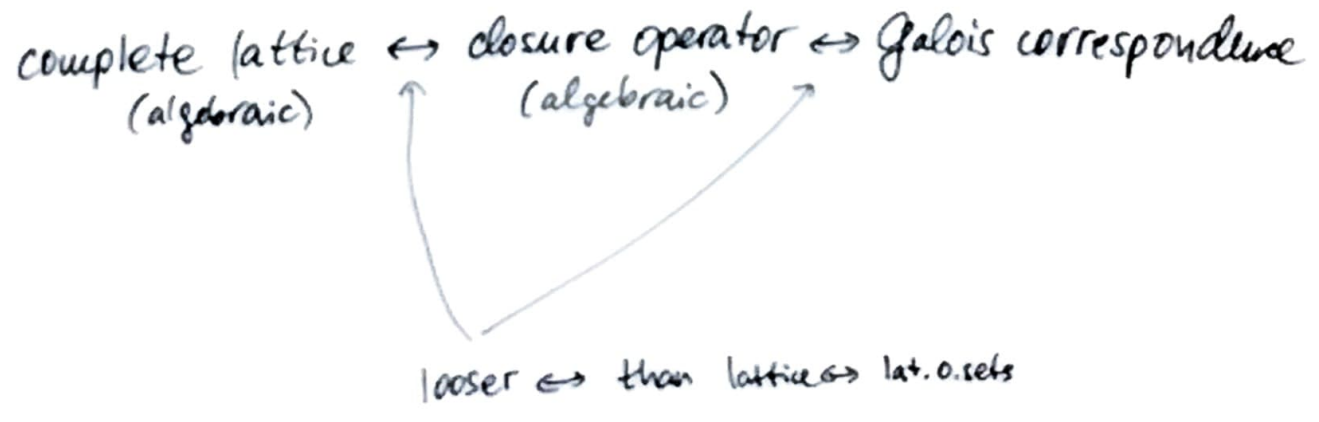 complete lattice ↔ closure operator ↔ Galois correspondence
(algebraic) (algebraic)
looser ↔ than lattice ↔ lat. o. sets